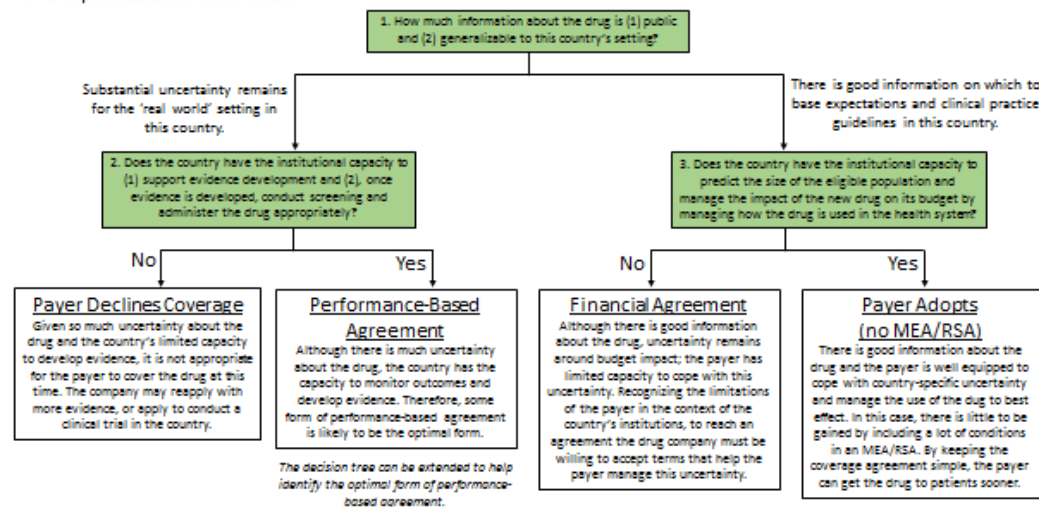 1. How much information about the drug is (1) public
and (2) generalizable to this country's setting?
Substantial uncertainty remains
for the 'real world' setting in
this country.
There is good information on which to
base expectations and clinical practice
guidelines in this country.
2. Does the country have the institutional capacity to
(1) support evidence development and (2), once
evidence is developed, conduct screening and
administer the drug appropriately?
3. Does the country have the institutional capacity to
predict the size of the eligible population and
manage the impact of the new drug on its budget by
managing how the drug is used in the health system?
No
Yes
No
Yes
Payer Declines Coverage
Given so much uncertainty about the
drug and the country's limited capacity
to develop evidence, it is not appropriate
for the payer to cover the drug at this
time. The company may reapply with
more evidence, or apply to conduct a
clinical trial in the country.
Performance-Based
Agreement
Although there is much uncertainty
about the drug, the country has the
capacity to monitor outcomes and
develop evidence. Therefore, some
form of performance-based agreement
is likely to be the optimal form.
The decision tree can be extended to help
identify the optimal form of performance-
based agreement.
Financial Agreement
Although there is good information
about the drug, uncertainty remains
around budget impact; the payer has
limited capacity to cope with this
uncertainty. Recognizing the limitations
of the payer in the context of the
country's institutions, to reach an
agreement the drug company must be
willing to accept terms that help the
payer manage this uncertainty.
Payer Adopts
(no MEA/RSA)
There is good information about the
drug and the payer is well equipped to
cope with country-specific uncertainty
and manage the use of the dug to best
effect. In this case, there is little to be
gained by including a lot of conditions
in an MEA/RSA. By keeping the
coverage agreement simple, the payer
can get the drug to patients sooner.